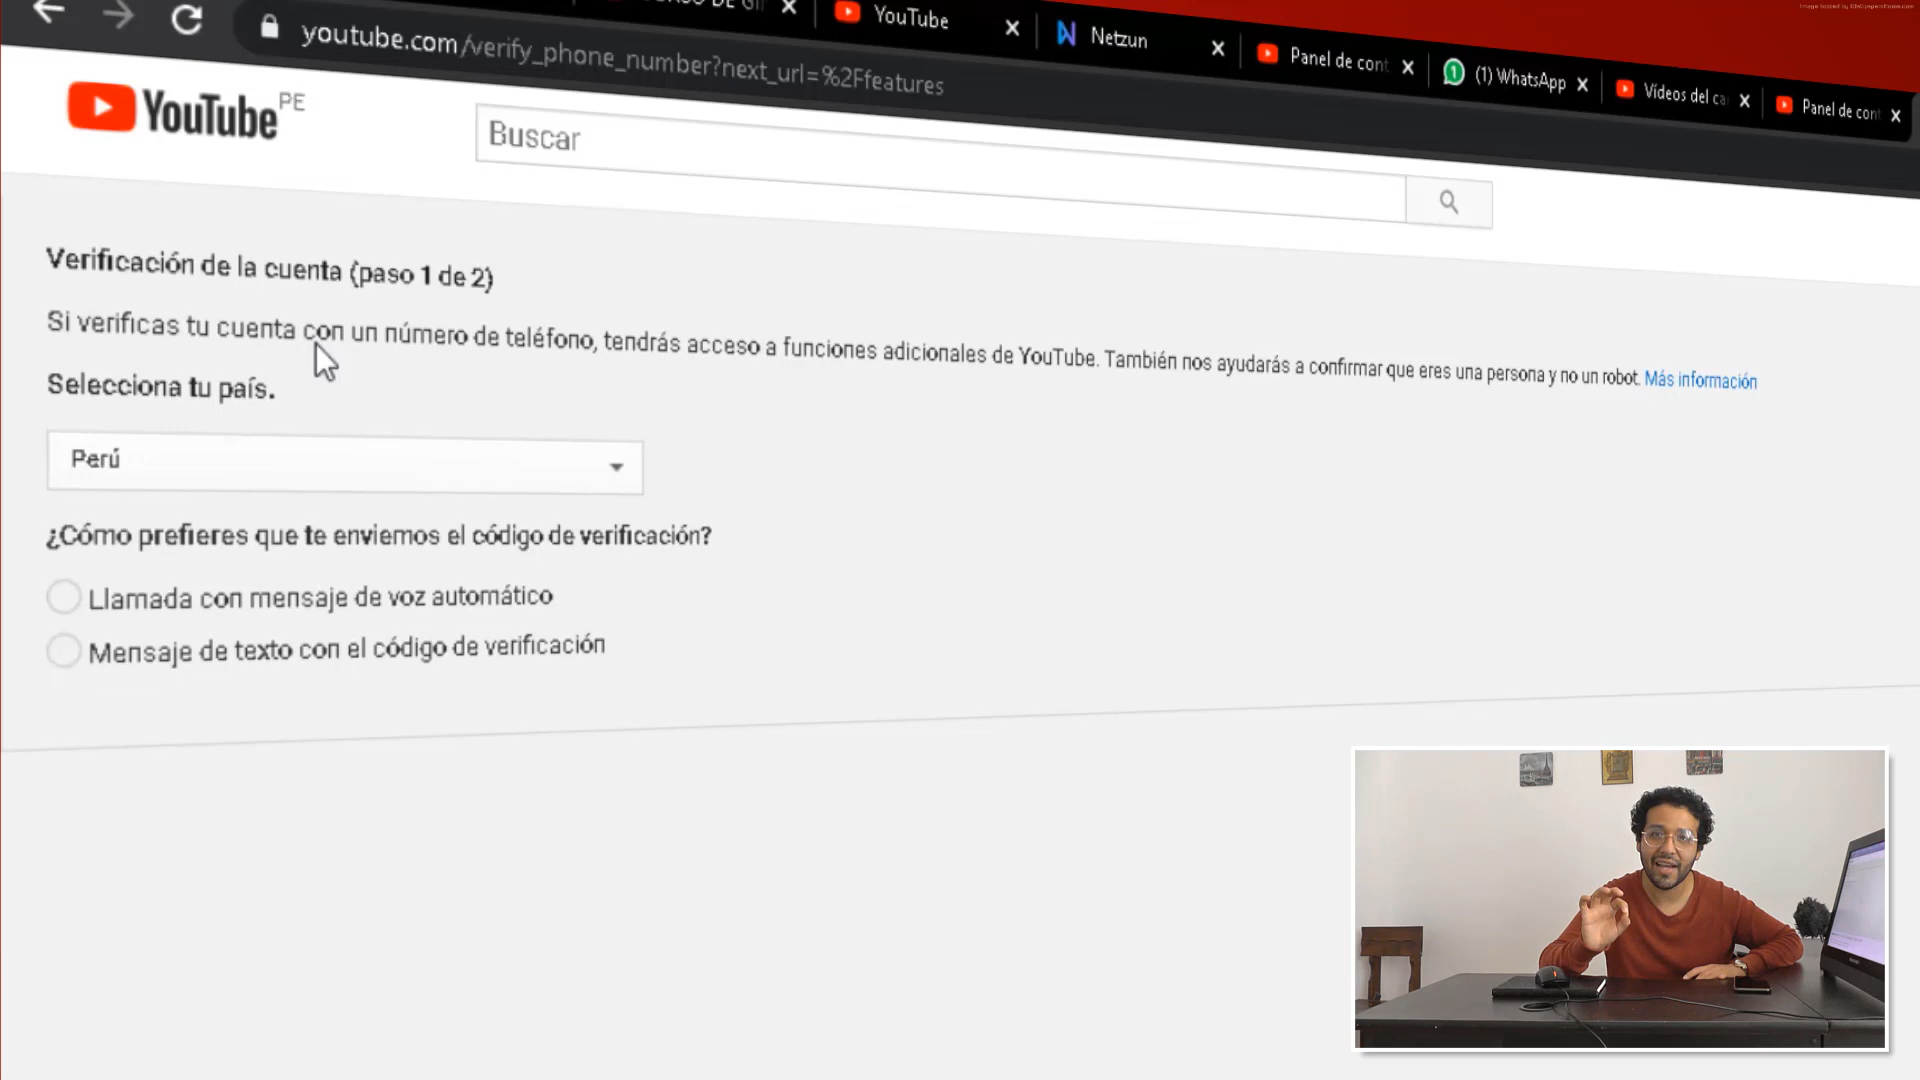 YouTube
Netzun
Panel de cont
(1) WhatsApp
Vídeos del ca
Panel de cont
youtube.com/verify_phone_number?next_url=%2Ffeatures
YouTube PE
Buscar
Verificación de la cuenta (paso 1 de 2)
Si verificas tu cuenta con un número de teléfono, tendrás acceso a funciones adicionales de YouTube. También nos ayudarás a confirmar que eres una persona y no un robot. Más información
Selecciona tu país.
Perú
¿Cómo prefieres que te enviemos el código de verificación?
Llamada con mensaje de voz automático
Mensaje de texto con el código de verificación